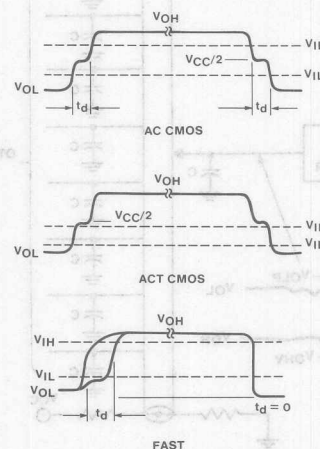 VOH
VIH
VCC/2
VIL
VOL
td
td
AC CMOS
VOH
VCC/2
VIH
VIL
VOL
ACT CMOS
VOH
VIH
VIL
VOL
td
td = 0
FAST